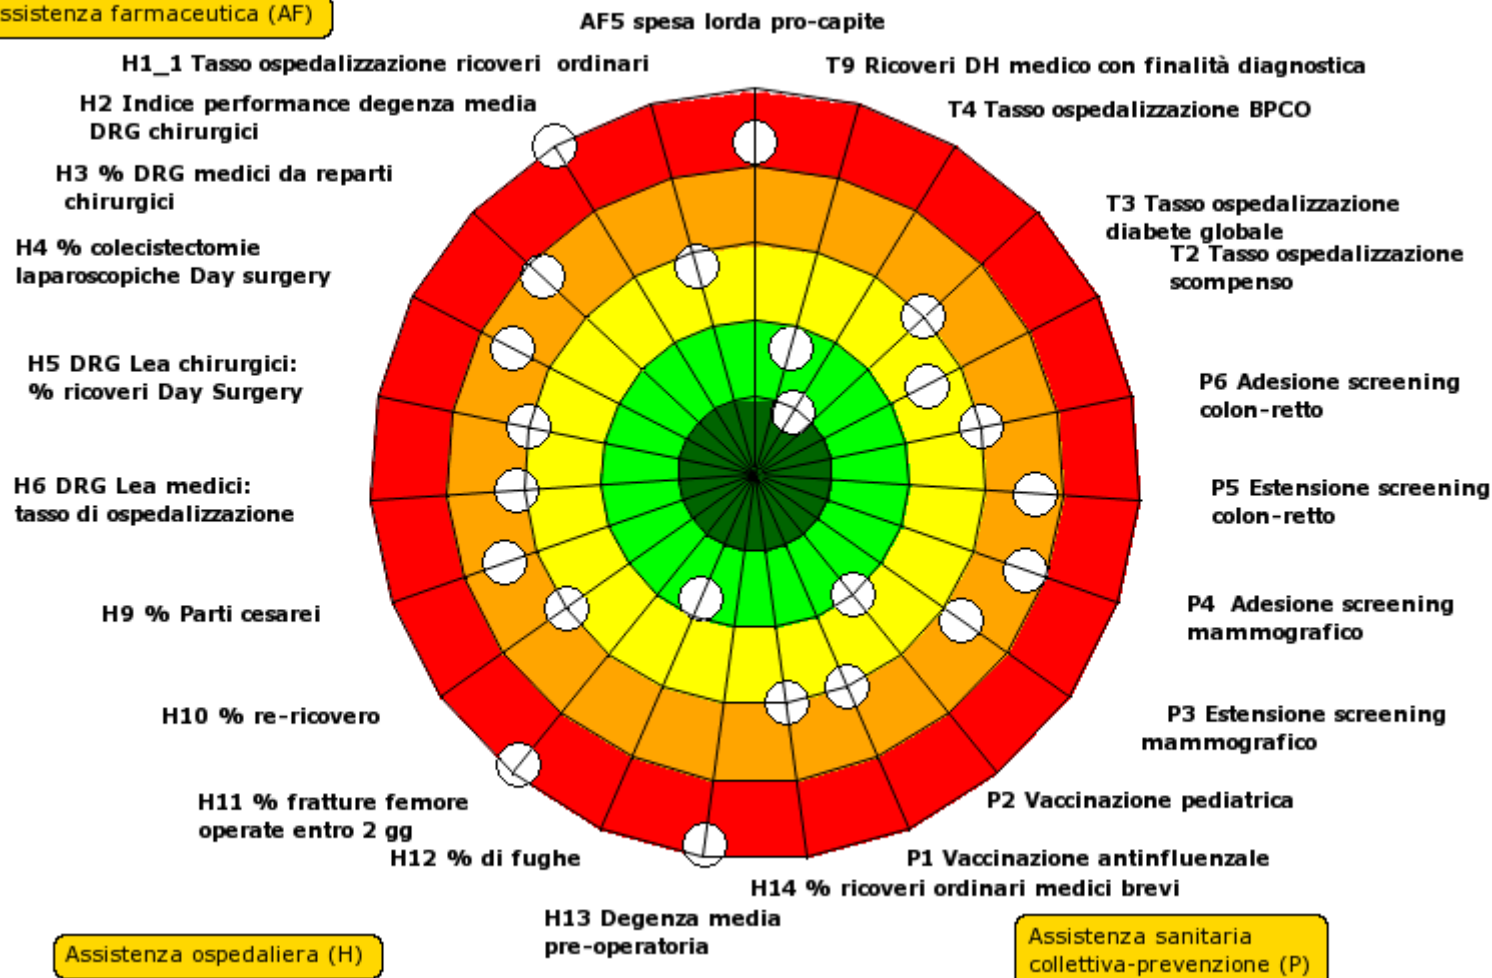 ssistenza farmaceutica (AF)
AF5 spesa lorda pro-capite
H1_1 Tasso ospedalizzazione ricoveri ordinari
T9 Ricoveri DH medico con finalità diagnostica
H2 Indice performance degenza media
DRG chirurgici
T4 Tasso ospedalizzazione BPCO
H3 % DRG medici da reparti
chirurgici
T3 Tasso ospedalizzazione
diabete globale
H4 % colecistectomie
laparoscopiche Day surgery
T2 Tasso ospedalizzazione
scompenso
H5 DRG Lea chirurgici:
% ricoveri Day Surgery
P6 Adesione screening
colon-retto
H6 DRG Lea medici:
tasso di ospedalizzazione
P5 Estensione screening
colon-retto
H9 % Parti cesarei
P4 Adesione screening
mammografico
H10 % re-ricovero
P3 Estensione screening
mammografico
H11 % fratture femore
operate entro 2 gg
P2 Vaccinazione pediatrica
H12 % di fughe
P1 Vaccinazione antinfluenzale
H14 % ricoveri ordinari medici brevi
H13 Degenza media
pre-operatoria
Assistenza ospedaliera (H)
Assistenza sanitaria
collettiva-prevenzione (P)